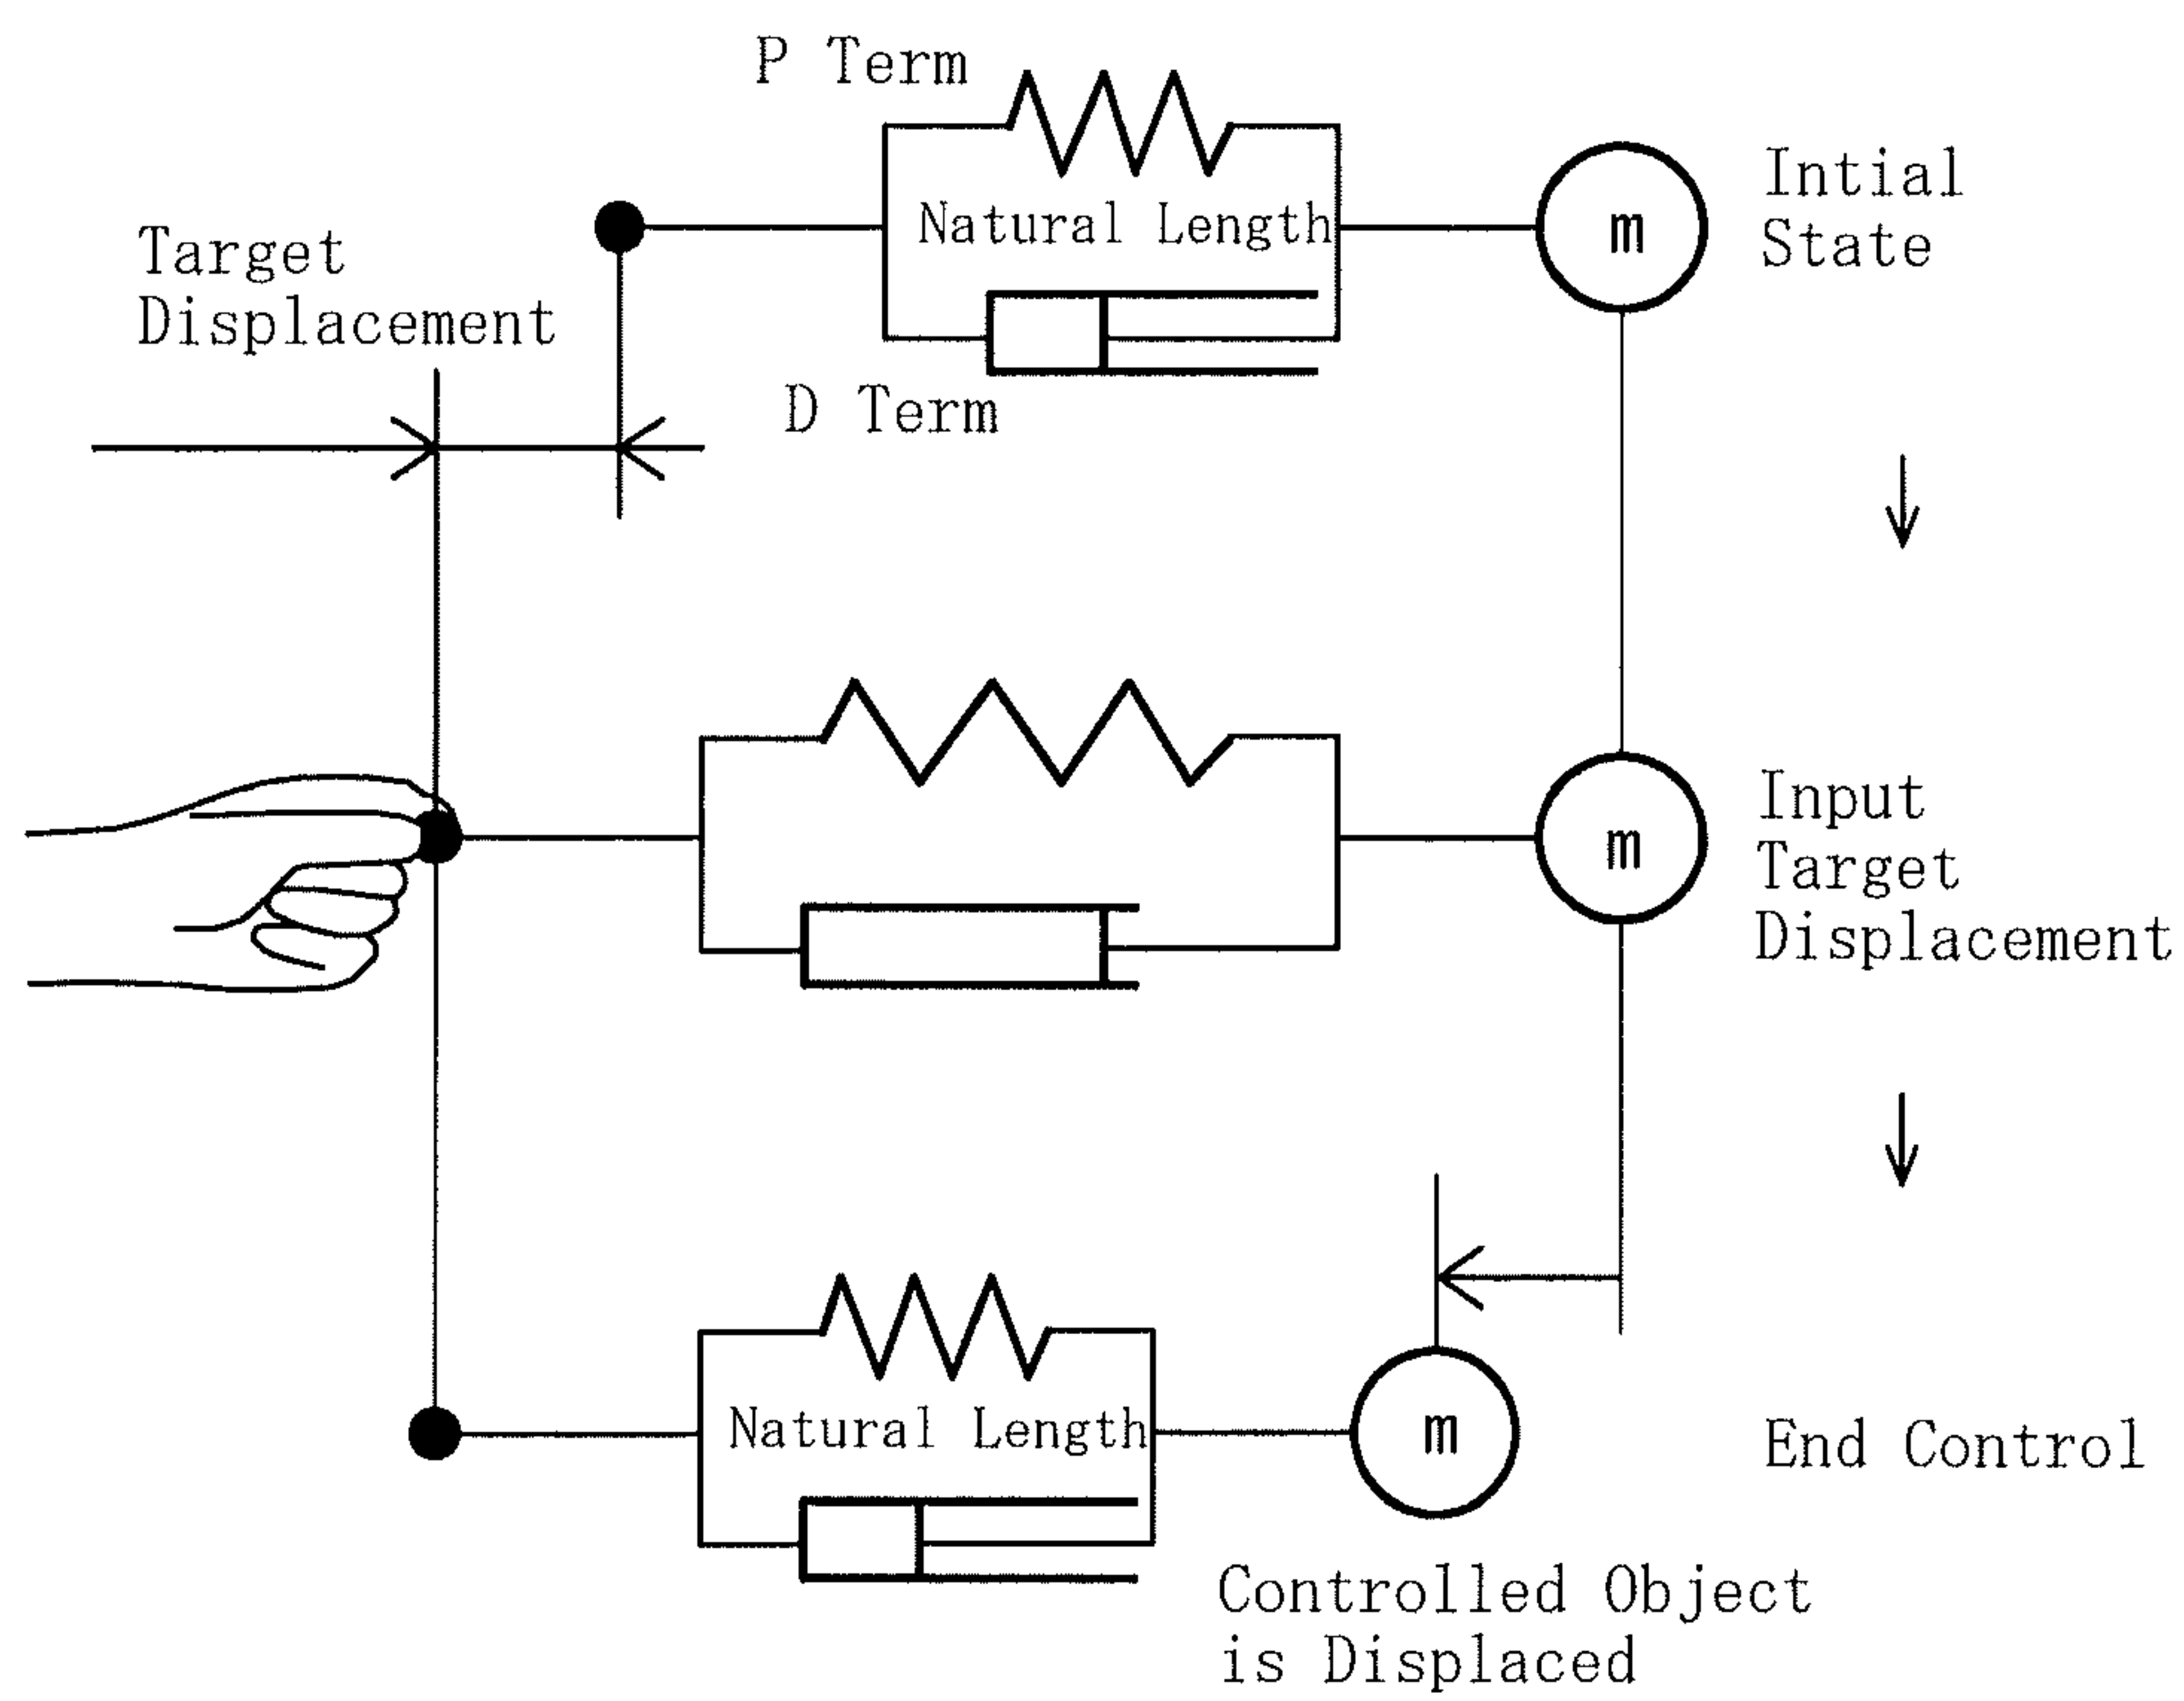 P Term
Natural Length
m
Intial
State
Target
Displacement
D Term
m
Input
Target
Displacement
Natural Length
m
End Control
Controlled Object
is Displaced